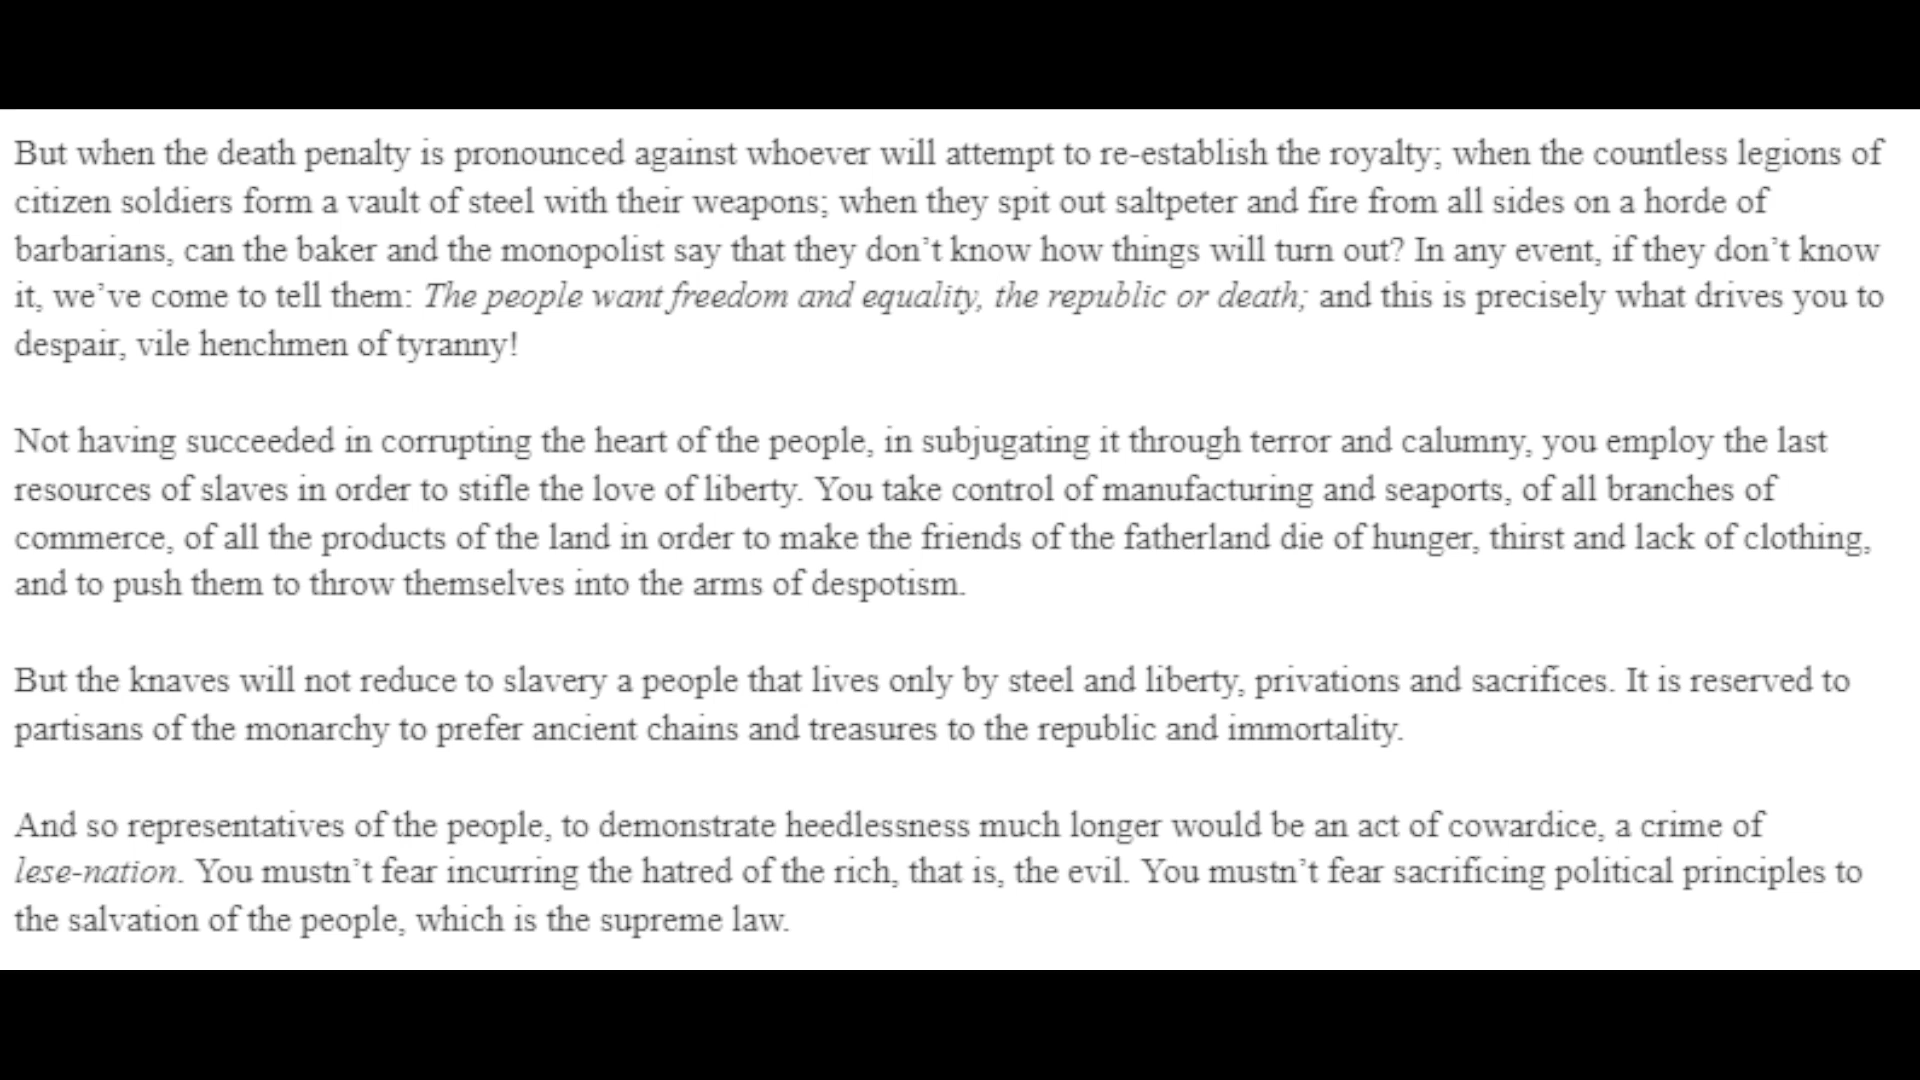 But when the death penalty is pronounced against whoever will attempt to re-establish the royalty; when the countless legions of
citizen soldiers form a vault of steel with their weapons; when they spit out saltpeter and fire from all sides on a horde of
barbarians, can the baker and the monopolist say that they don’t know how things will turn out? In any event, if they don’t know
it, we’ve come to tell them: The people want freedom and equality, the republic or death; and this is precisely what drives you to
despair, vile henchmen of tyranny!
Not having succeeded in corrupting the heart of the people, in subjugating it through terror and calumny, you employ the last
resources of slaves in order to stifle the love of liberty. You take control of manufacturing and seaports, of all branches of
commerce, of all the products of the land in order to make the friends of the fatherland die of hunger, thirst and lack of clothing,
and to push them to throw themselves into the arms of despotism.
But the knaves will not reduce to slavery a people that lives only by steel and liberty, privations and sacrifices. It is reserved to
partisans of the monarchy to prefer ancient chains and treasures to the republic and immortality.
And so representatives of the people, to demonstrate heedlessness much longer would be an act of cowardice, a crime of
lese-nation. You mustn’t fear incurring the hatred of the rich, that is, the evil. You mustn’t fear sacrificing political principles to
the salvation of the people, which is the supreme law.